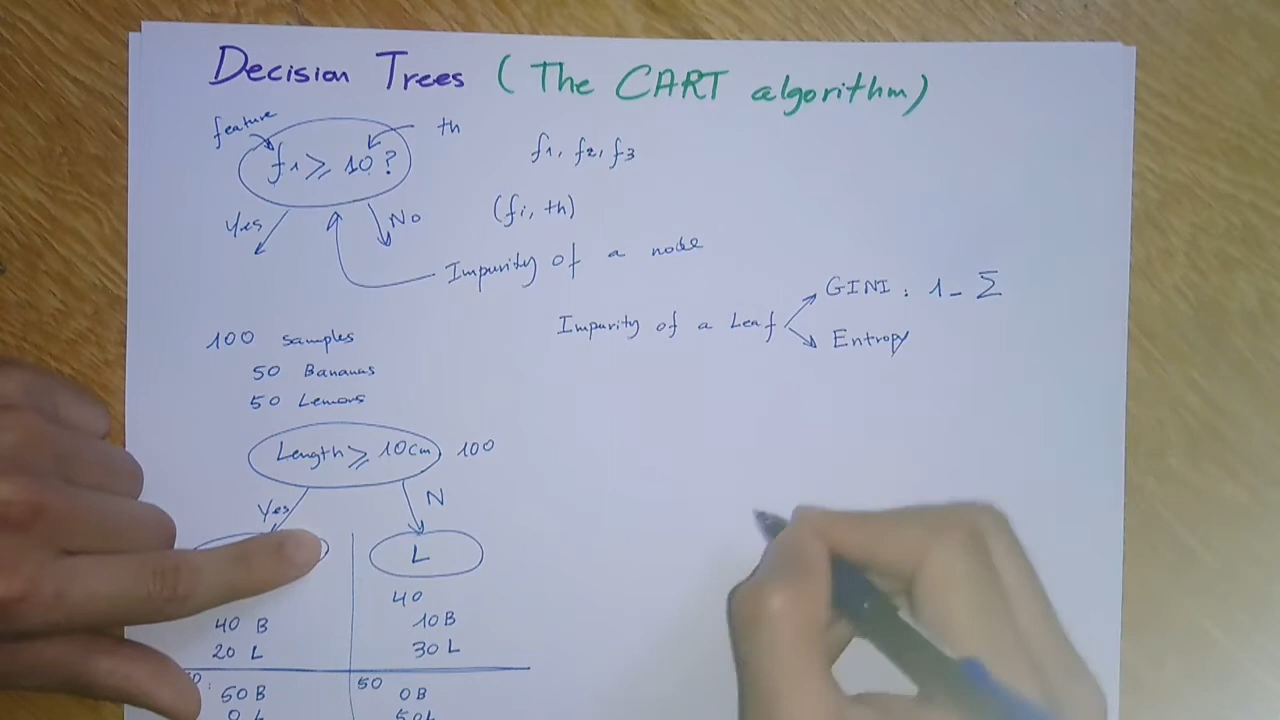 Decision Trees (The CART algorithm)
feature
th
f1 ⩾ 10 ?
f1, f2, f3
Yes
No
(fi, th)
Impurity of a node
GINI : 1- Σ
Impurity of a Leaf
Entropy
100 samples
50 Bananas
50 Lemons
Length ⩾ 10cm
100
Yes
N
L
40
40 B
10 B
20 L
30 L
50 B
50
0 B
0 L
50L